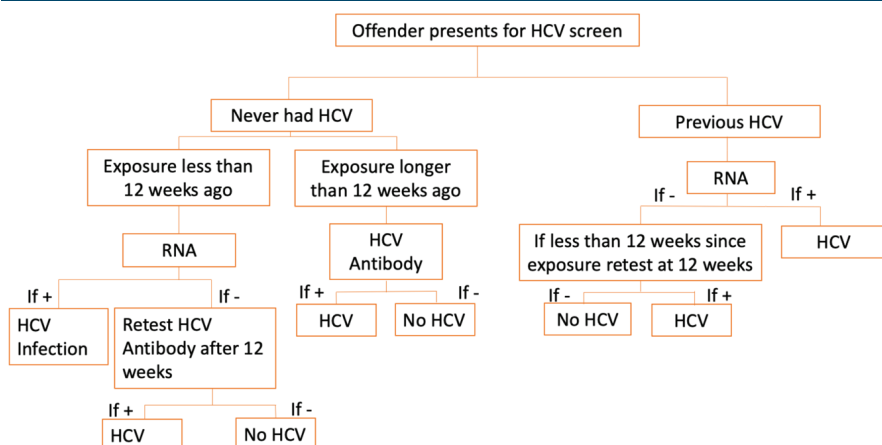 Offender presents for HCV screen
Never had HCV
Previous HCV
Exposure less than
12 weeks ago
Exposure longer
than 12 weeks ago
RNA
If -
If +
RNA
HCV
Antibody
If less than 12 weeks since
exposure retest at 12 weeks
HCV
If +
If -
If +
If -
If -
If +
HCV
Infection
Retest HCV
Antibody after 12
weeks
HCV
No HCV
No HCV
HCV
If +
If -
HCV
No HCV